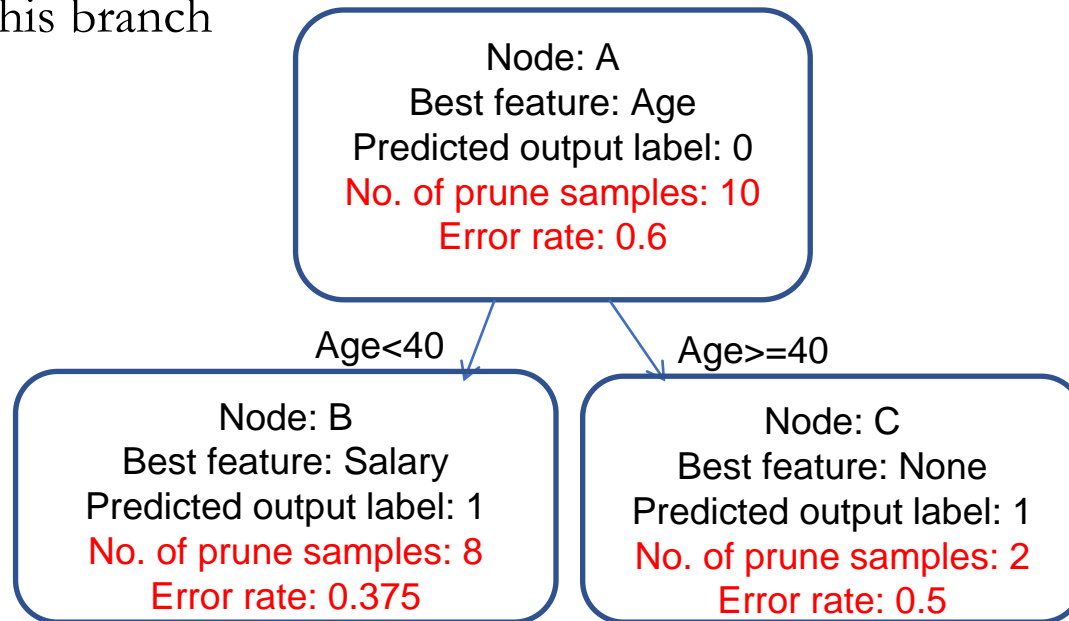 his branch
Node: A
Best feature: Age
Predicted output label: 0
No. of prune samples: 10
Error rate: 0.6
Age<40
Age>=40
Node: B
Best feature: Salary
Predicted output label: 1
No. of prune samples: 8
Error rate: 0.375
Node: C
Best feature: None
Predicted output label: 1
No. of prune samples: 2
Error rate: 0.5